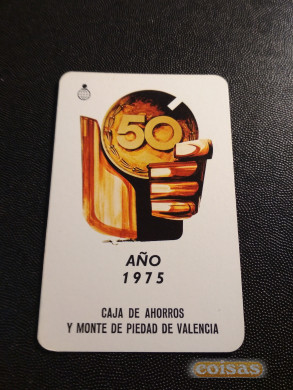 50
AÑO
1975
CAJA DE AHORROS
Y MONTE DE PIEDAD DE VALENCIA
coisas